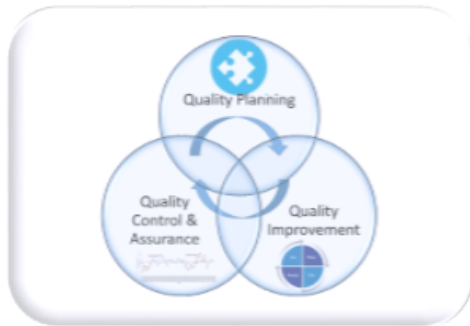 Quality Planning
Quality
Control &
Assurance
Quality
Improvement